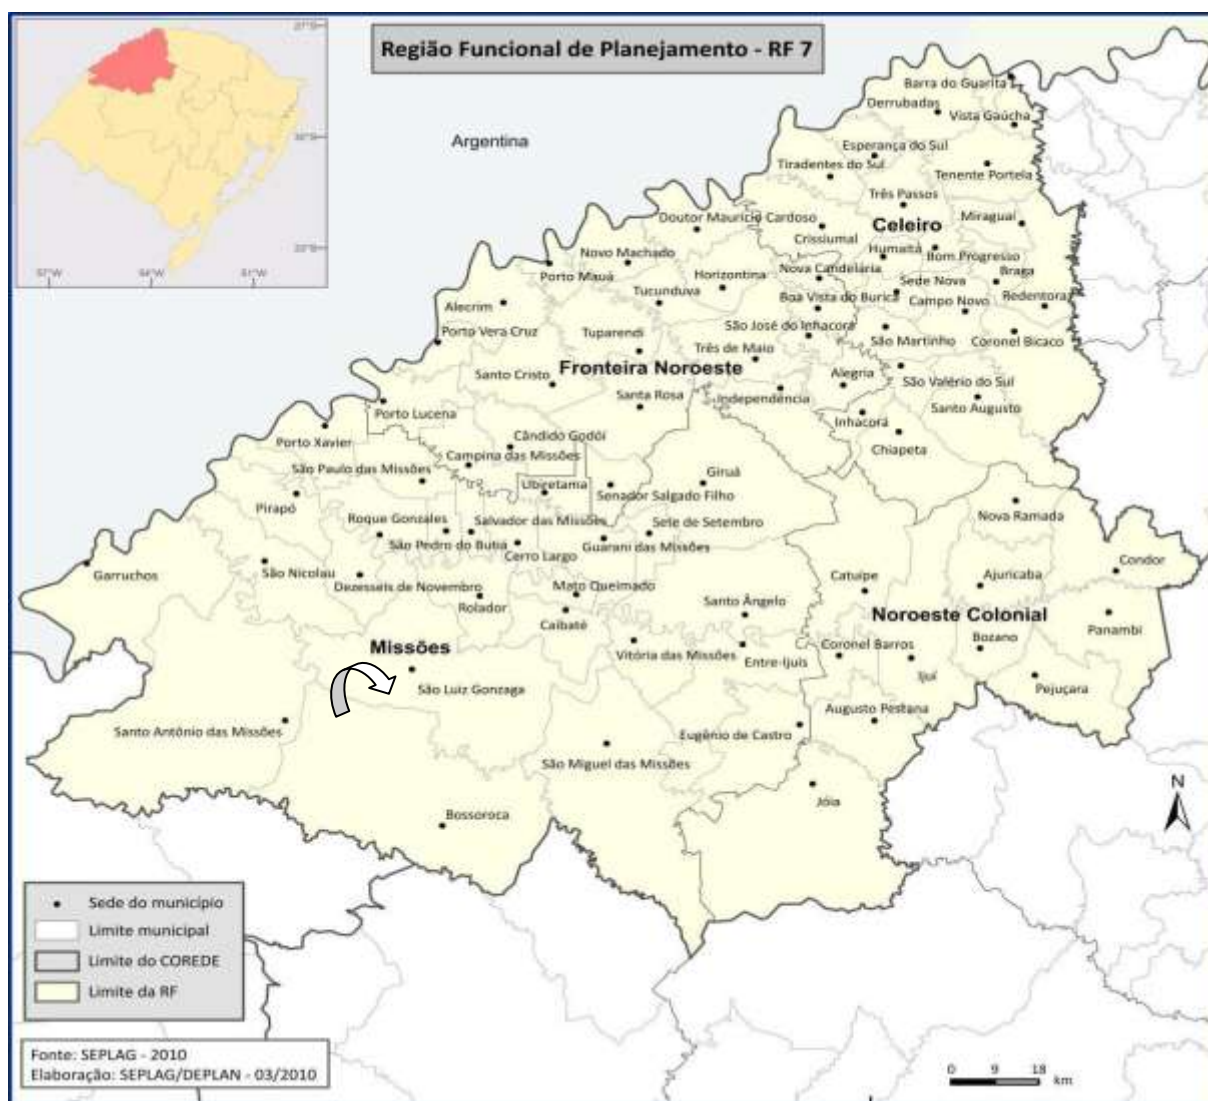 Região Funcional de Planejamento - RF 7
27°S
30°S
33°S
57°W
54°W
51°W
Argentina
Barra do Guarita
Derrubadas
Vista Gaúcha
Esperança do Sul
Tiradentes do Sul
Tenente Portela
Três Passos
Doutor Maurício Cardoso
Celeiro
Miraguaí
Crissiumal
Novo Machado
Humaitá
Bom Progresso
Porto Mauá
Horizontina
Nova Candelária
Braga
Alecrim
Tucunduva
Sede Nova
Boa Vista do Buricá
Campo Novo
Redentora
Porto Vera Cruz
Tuparendi
São José do Inhacorá
São Martinho
Coronel Bicaco
Três de Maio
Fronteira Noroeste
Santo Cristo
Alegria
São Valério do Sul
Santa Rosa
Independência
Santo Augusto
Porto Lucena
Inhacorá
Chiapeta
Porto Xavier
Cândido Godói
Campina das Missões
São Paulo das Missões
Giruá
Ubiretama
Senador Salgado Filho
Pirapó
Nova Ramada
Roque Gonzales
Salvador das Missões
Sete de Setembro
São Pedro do Butiá
Cerro Largo
Guarani das Missões
Condor
Garruchos
São Nicolau
Dezesseis de Novembro
Mato Queimado
Catuípe
Ajuricaba
Rolador
Santo Ângelo
Caibaté
Noroeste Colonial
Panambi
Missões
Vitória das Missões
Entre-Ijuís
Coronel Barros
Bozano
Ijuí
Pejuçara
São Luiz Gonzaga
Augusto Pestana
Santo Antônio das Missões
Eugênio de Castro
São Miguel das Missões
N
Jóia
Bossoroca
Sede do município
Limite municipal
Limite do COREDE
Limite da RF
Fonte: SEPLAG - 2010
Elaboração: SEPLAG/DEPLAN - 03/2010
0 9 18
km